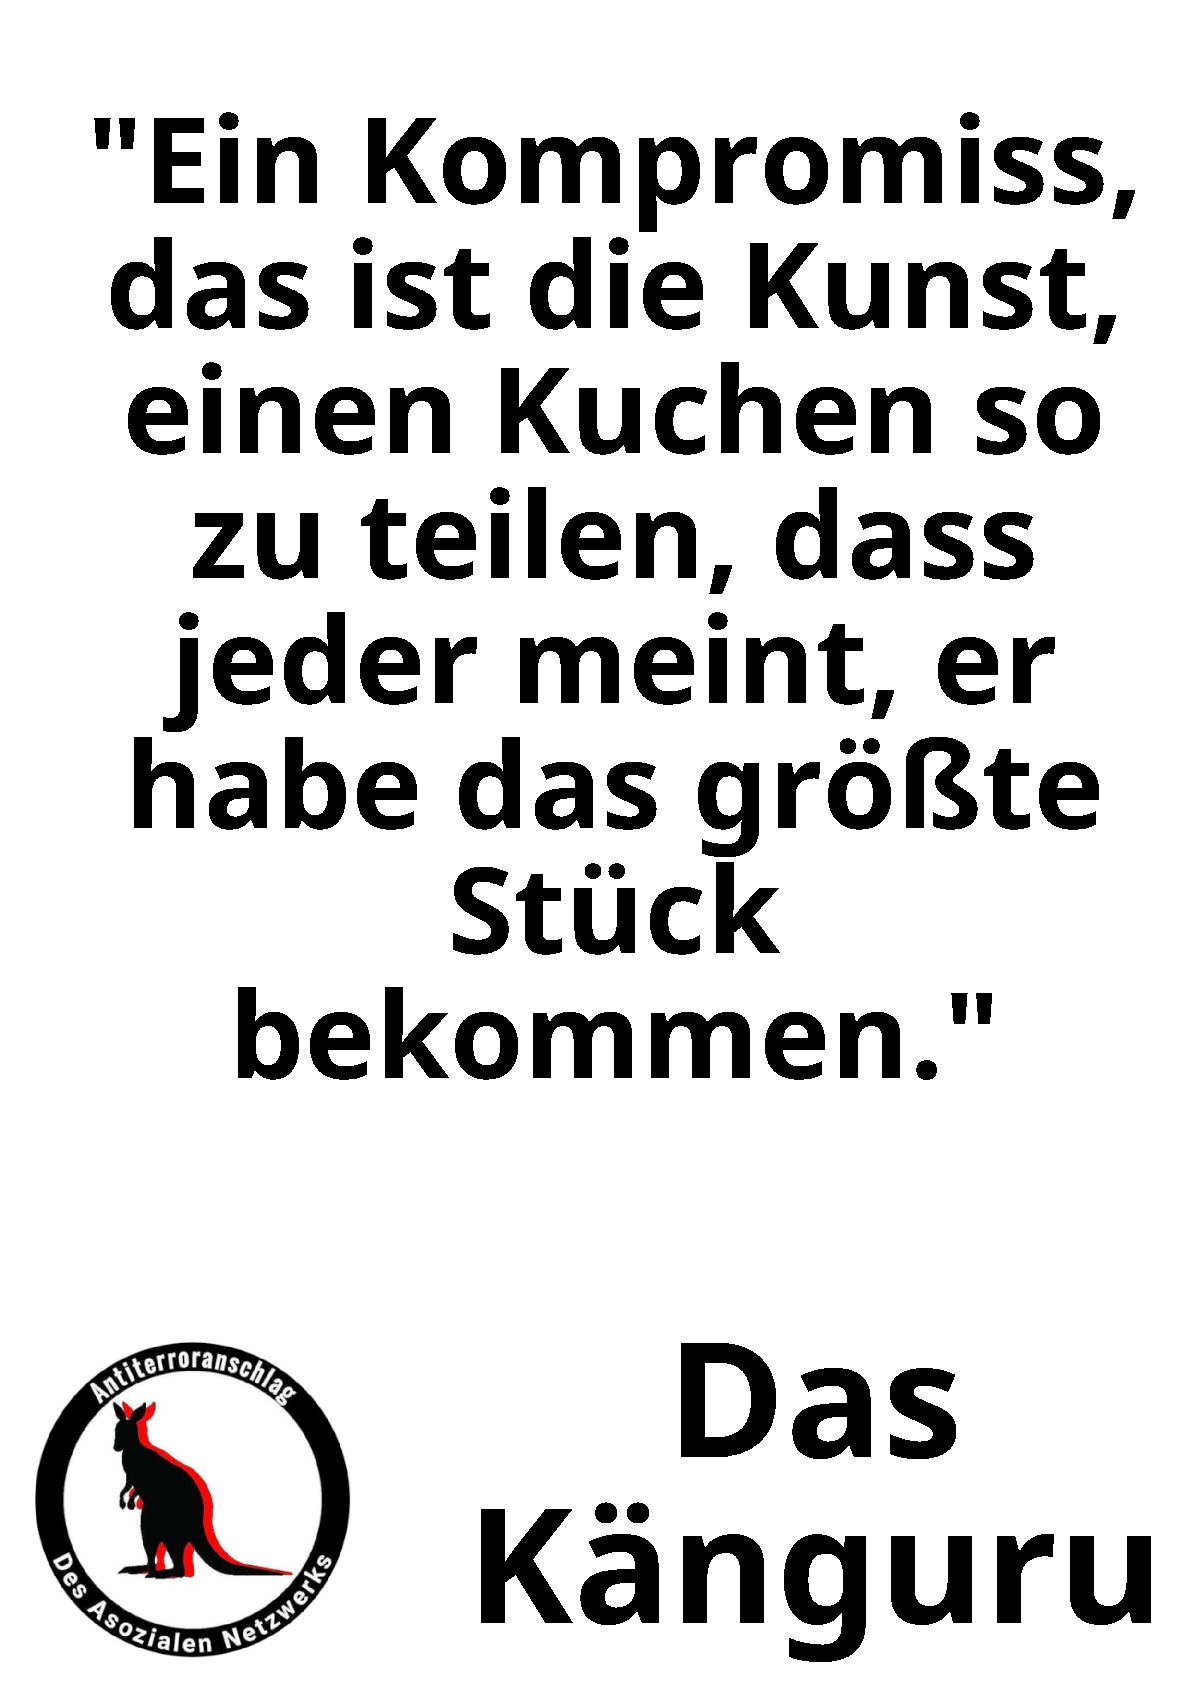 "Ein Kompromiss,
das ist die Kunst,
einen Kuchen so
zu teilen, dass
jeder meint, er
habe das größte
Stück
bekommen."
Antiterroranschlag
Des Asozialen Netzwerks
Das
Känguru